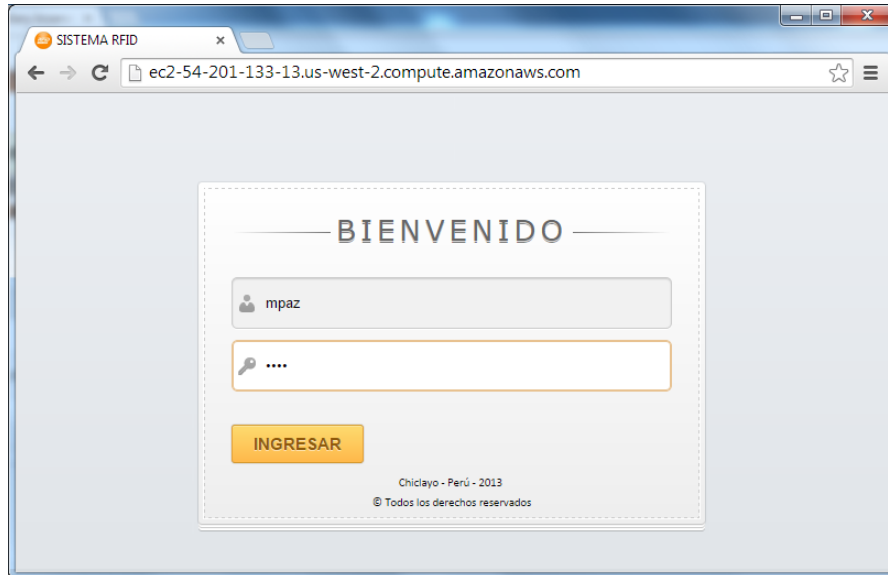 SISTEMA RFID
ec2-54-201-133-13.us-west-2.compute.amazonaws.com
BIENVENIDO
mpaz
••••
INGRESAR
Chiclayo - Perú - 2013
© Todos los derechos reservados